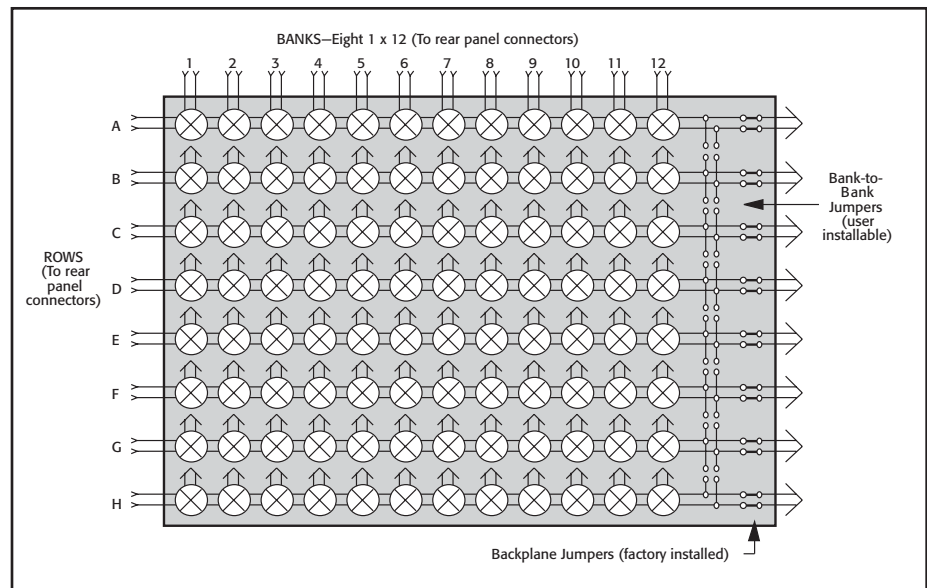 BANKS—Eight 1 x 12 (To rear panel connectors)
1 2 3 4 5 6 7 8 9 10 11 12
A
B
C
D
E
F
G
H
ROWS
(To rear
panel
connectors)
Bank-to-
Bank
Jumpers
(user
installable)
Backplane Jumpers (factory installed)